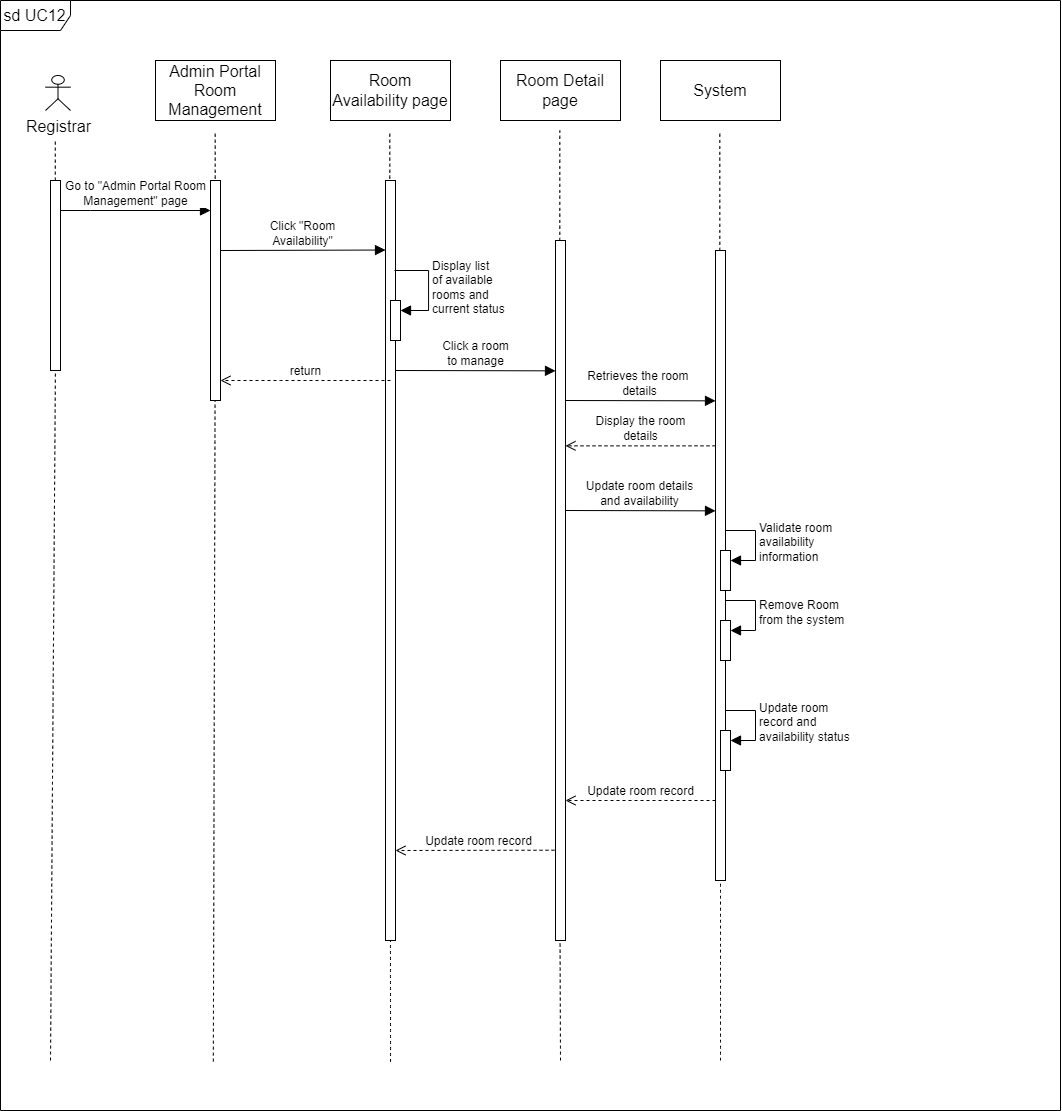 sd UC12
Registrar
Admin Portal
Room
Management
Room
Availability page
Room Detail
page
System
Go to "Admin Portal Room
Management" page
Click "Room
Availability"
Display list
of available
rooms and
current status
Click a room
to manage
return
Retrieves the room
details
Display the room
details
Update room details
and availability
Validate room
availability
information
Remove Room
from the system
Update room
record and
availability status
Update room record
Update room record